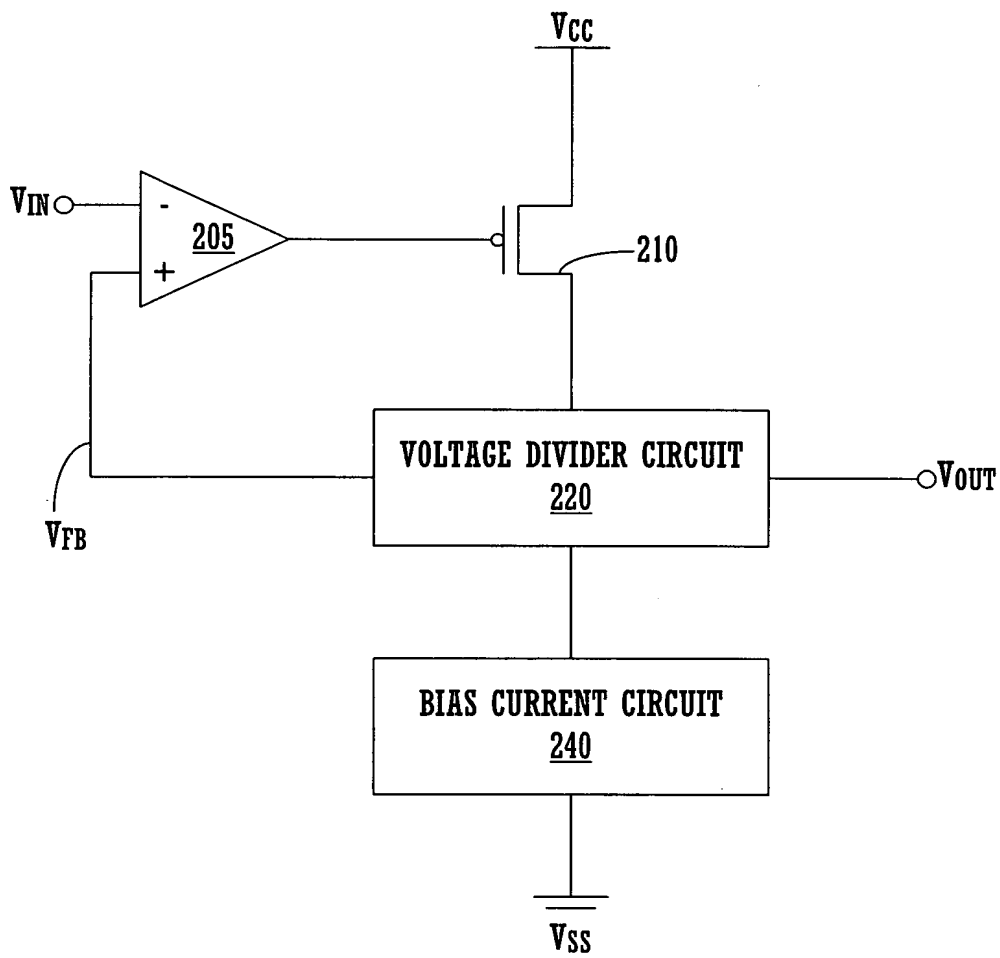 VCC
VIN
-
205
+
210
VOLTAGE DIVIDER CIRCUIT
220
VOUT
VFB
BIAS CURRENT CIRCUIT
240
VSS